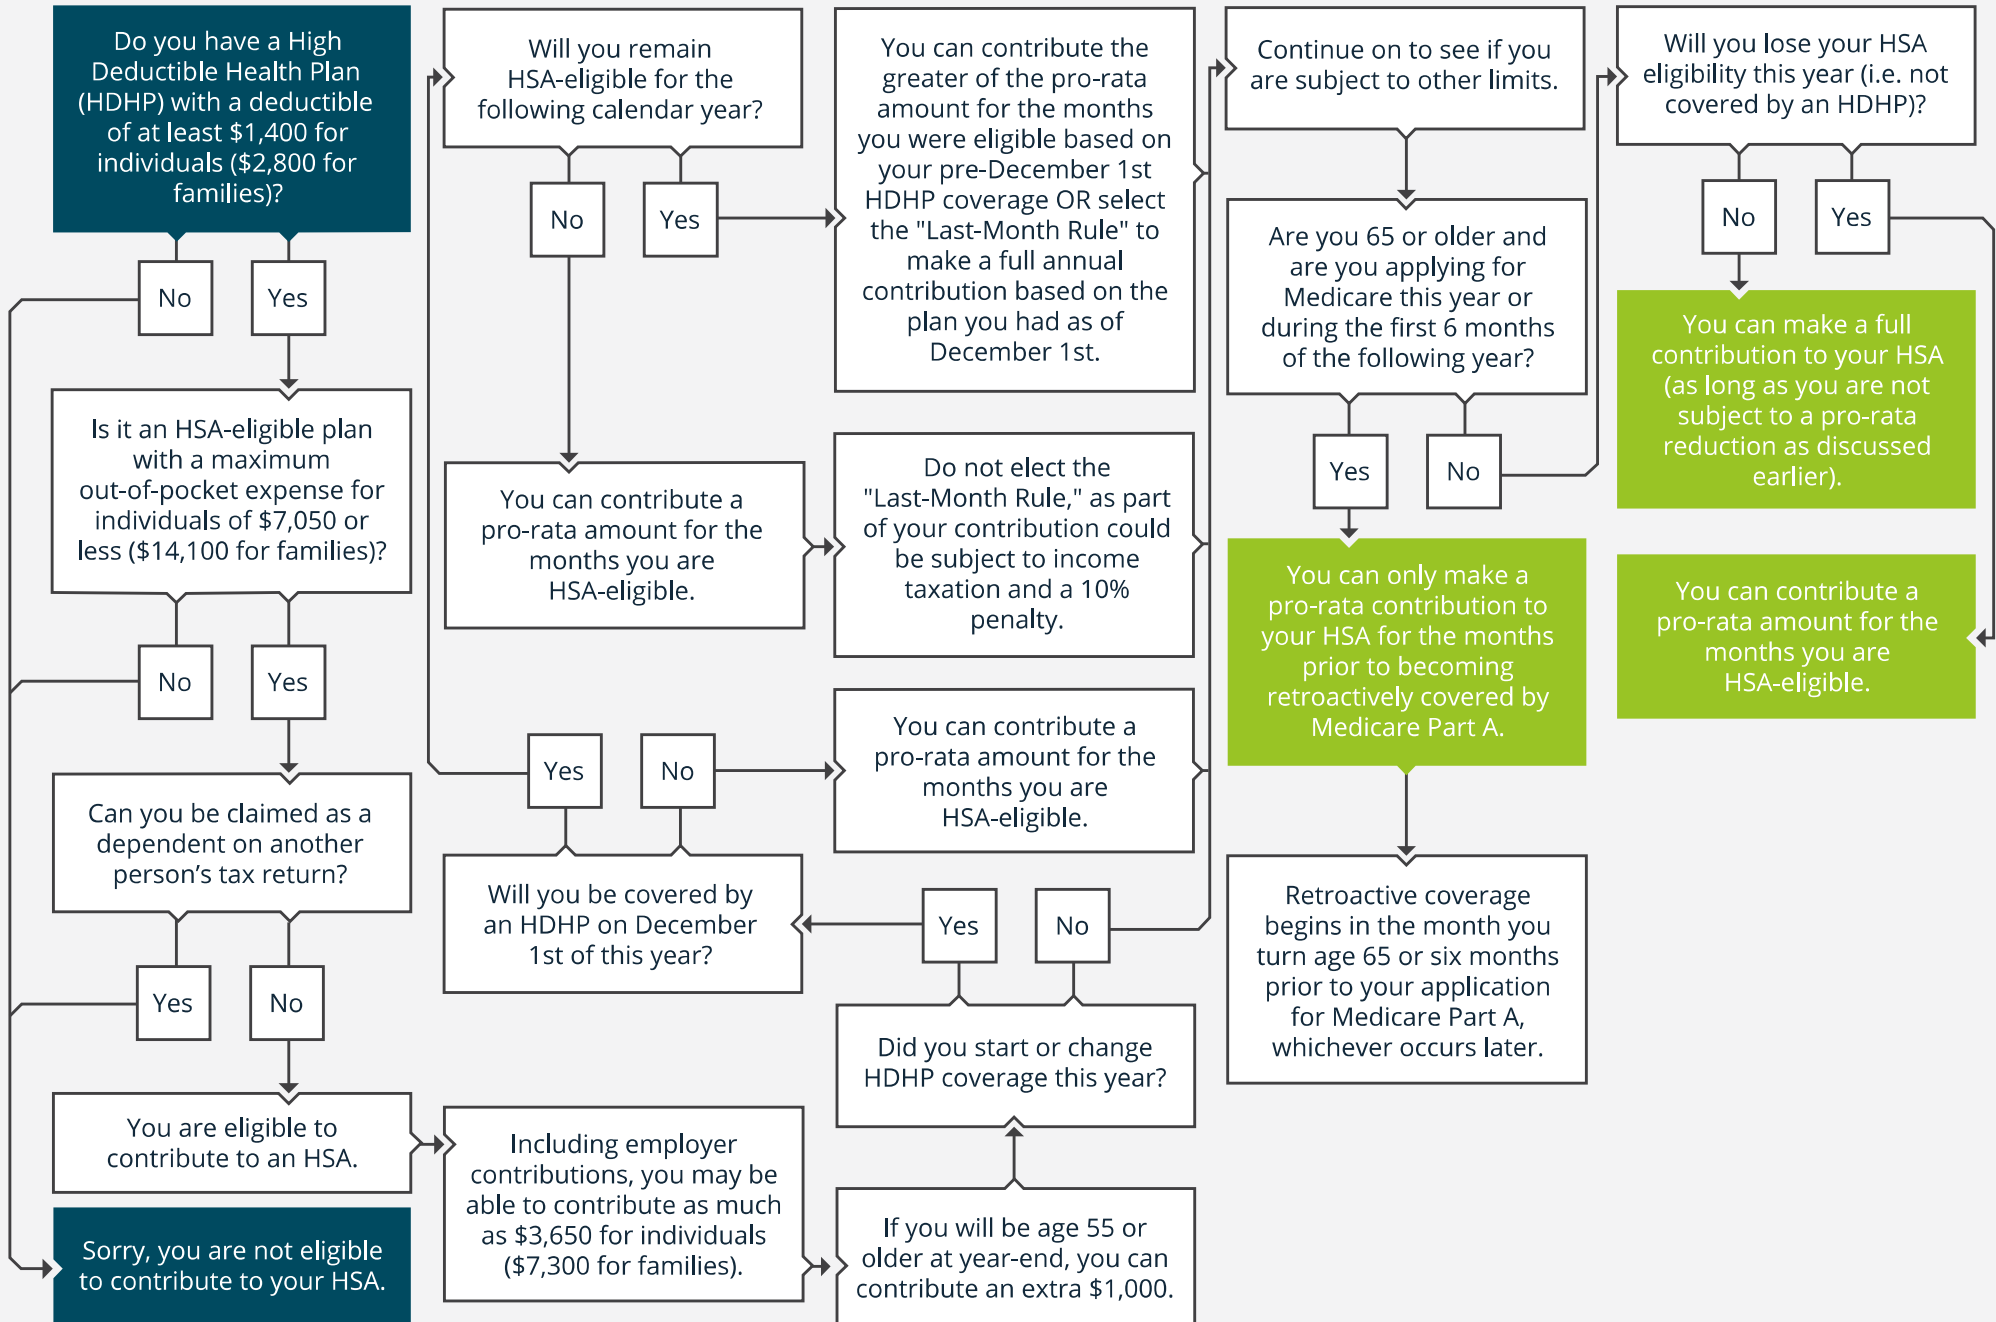 Do you have a High
Deductible Health Plan
(HDHP) with a deductible
of at least $1,400 for
individuals ($2,800 for
families)?
No
Yes
Is it an HSA-eligible plan
with a maximum
out-of-pocket expense for
individuals of $7,050 or
less ($14,100 for families)?
No
Yes
Can you be claimed as a
dependent on another
person’s tax return?
Yes
No
You are eligible to
contribute to an HSA.
Sorry, you are not eligible
to contribute to your HSA.
Including employer
contributions, you may be
able to contribute as much
as $3,650 for individuals
($7,300 for families).
If you will be age 55 or
older at year-end, you can
contribute an extra $1,000.
Did you start or change
HDHP coverage this year?
Yes
No
Will you be covered by
an HDHP on December
1st of this year?
Yes
No
You can contribute a
pro-rata amount for the
months you are
HSA-eligible.
Will you remain
HSA-eligible for the
following calendar year?
No
Yes
You can contribute a
pro-rata amount for the
months you are
HSA-eligible.
Do not elect the
"Last-Month Rule," as part
of your contribution could
be subject to income
taxation and a 10%
penalty.
You can contribute the
greater of the pro-rata
amount for the months
you were eligible based on
your pre-December 1st
HDHP coverage OR select
the "Last-Month Rule" to
make a full annual
contribution based on the
plan you had as of
December 1st.
Continue on to see if you
are subject to other limits.
Are you 65 or older and
are you applying for
Medicare this year or
during the first 6 months
of the following year?
Yes
No
You can only make a
pro-rata contribution to
your HSA for the months
prior to becoming
retroactively covered by
Medicare Part A.
Retroactive coverage
begins in the month you
turn age 65 or six months
prior to your application
for Medicare Part A,
whichever occurs later.
Will you lose your HSA
eligibility this year (i.e. not
covered by an HDHP)?
No
Yes
You can make a full
contribution to your HSA
(as long as you are not
subject to a pro-rata
reduction as discussed
earlier).
You can contribute a
pro-rata amount for the
months you are
HSA-eligible.